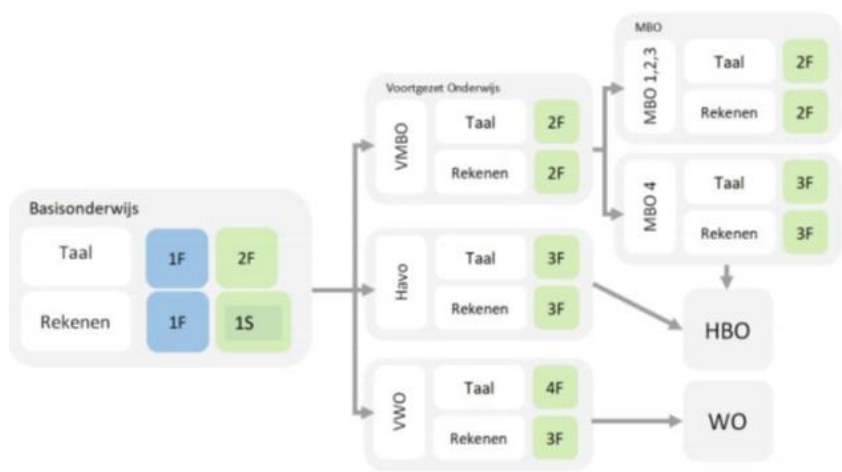 Basisonderwijs
Taal 1F 2F
Rekenen 1F 1S
Voortgezet Onderwijs
VMBO
Taal 2F
Rekenen 2F
Havo
Taal 3F
Rekenen 3F
VWO
Taal 4F
Rekenen 3F
MBO
MBO 1,2,3
Taal 2F
Rekenen 2F
MBO 4
Taal 3F
Rekenen 3F
HBO
WO